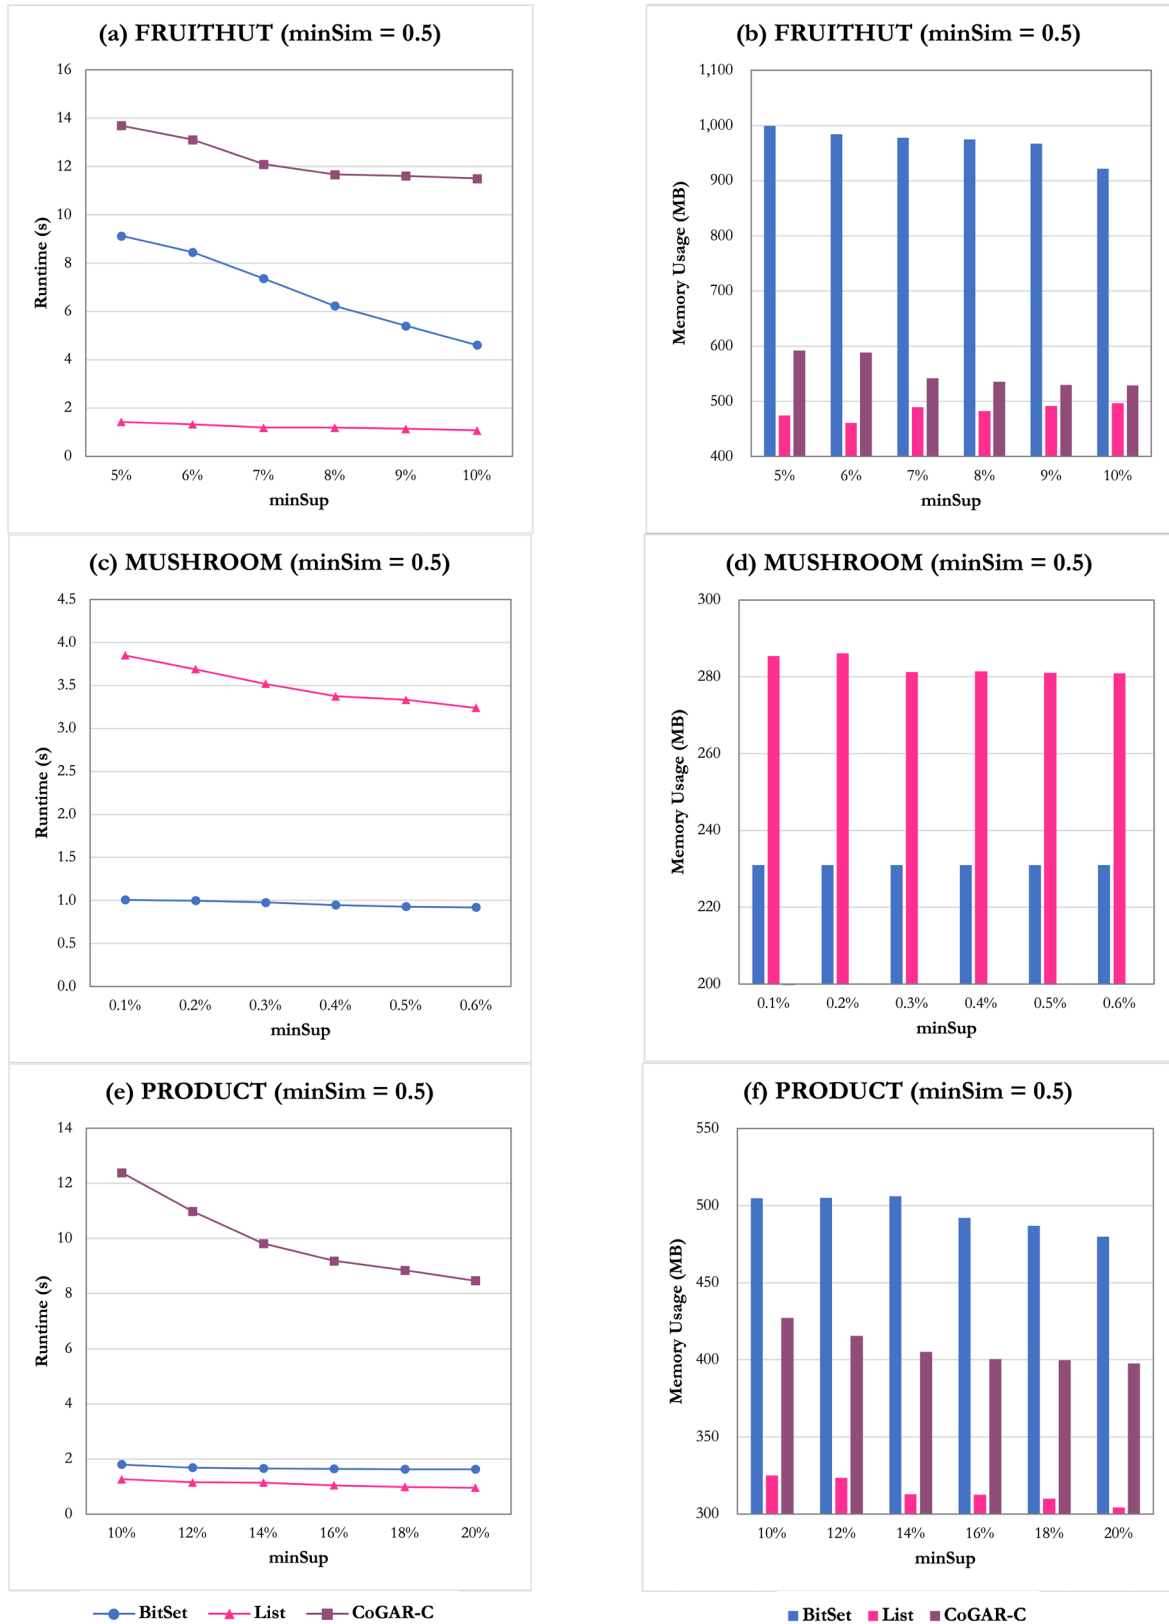 (a) FRUITHUT (minSim = 0.5)
16
14
12
10
8
6
4
2
0
Runtime (s)
5% 6% 7% 8% 9% 10%
minSup
(b) FRUITHUT (minSim = 0.5)
1,100
1,000
900
800
700
600
500
400
Memory Usage (MB)
5% 6% 7% 8% 9% 10%
minSup
(c) MUSHROOM (minSim = 0.5)
4.5
4.0
3.5
3.0
2.5
2.0
1.5
1.0
0.5
0.0
Runtime (s)
0.1% 0.2% 0.3% 0.4% 0.5% 0.6%
minSup
(d) MUSHROOM (minSim = 0.5)
300
280
260
240
220
200
Memory Usage (MB)
0.1% 0.2% 0.3% 0.4% 0.5% 0.6%
minSup
(e) PRODUCT (minSim = 0.5)
14
12
10
8
6
4
2
0
Runtime (s)
10% 12% 14% 16% 18% 20%
minSup
(f) PRODUCT (minSim = 0.5)
550
500
450
400
350
300
Memory Usage (MB)
10% 12% 14% 16% 18% 20%
minSup
BitSet List CoGAR-C
BitSet List CoGAR-C